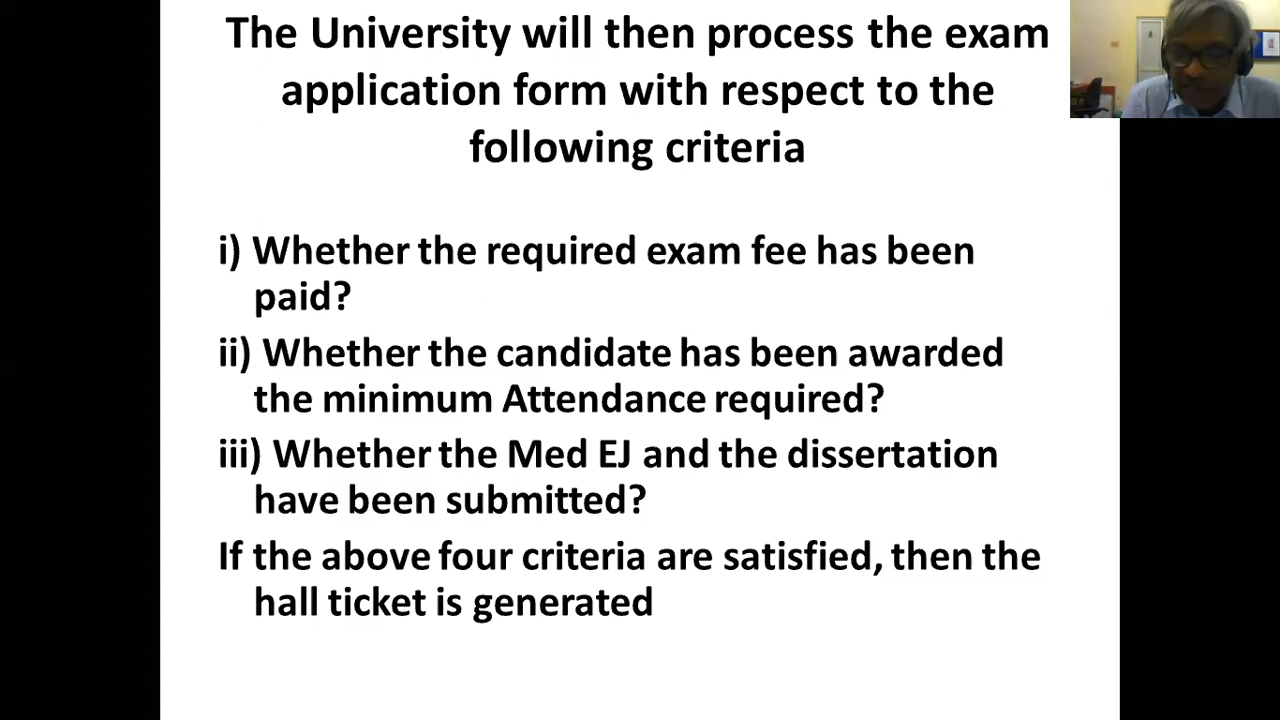 The University will then process the exam
application form with respect to the
following criteria
i) Whether the required exam fee has been
paid?
ii) Whether the candidate has been awarded
the minimum Attendance required?
iii) Whether the Med EJ and the dissertation
have been submitted?
If the above four criteria are satisfied, then the
hall ticket is generated